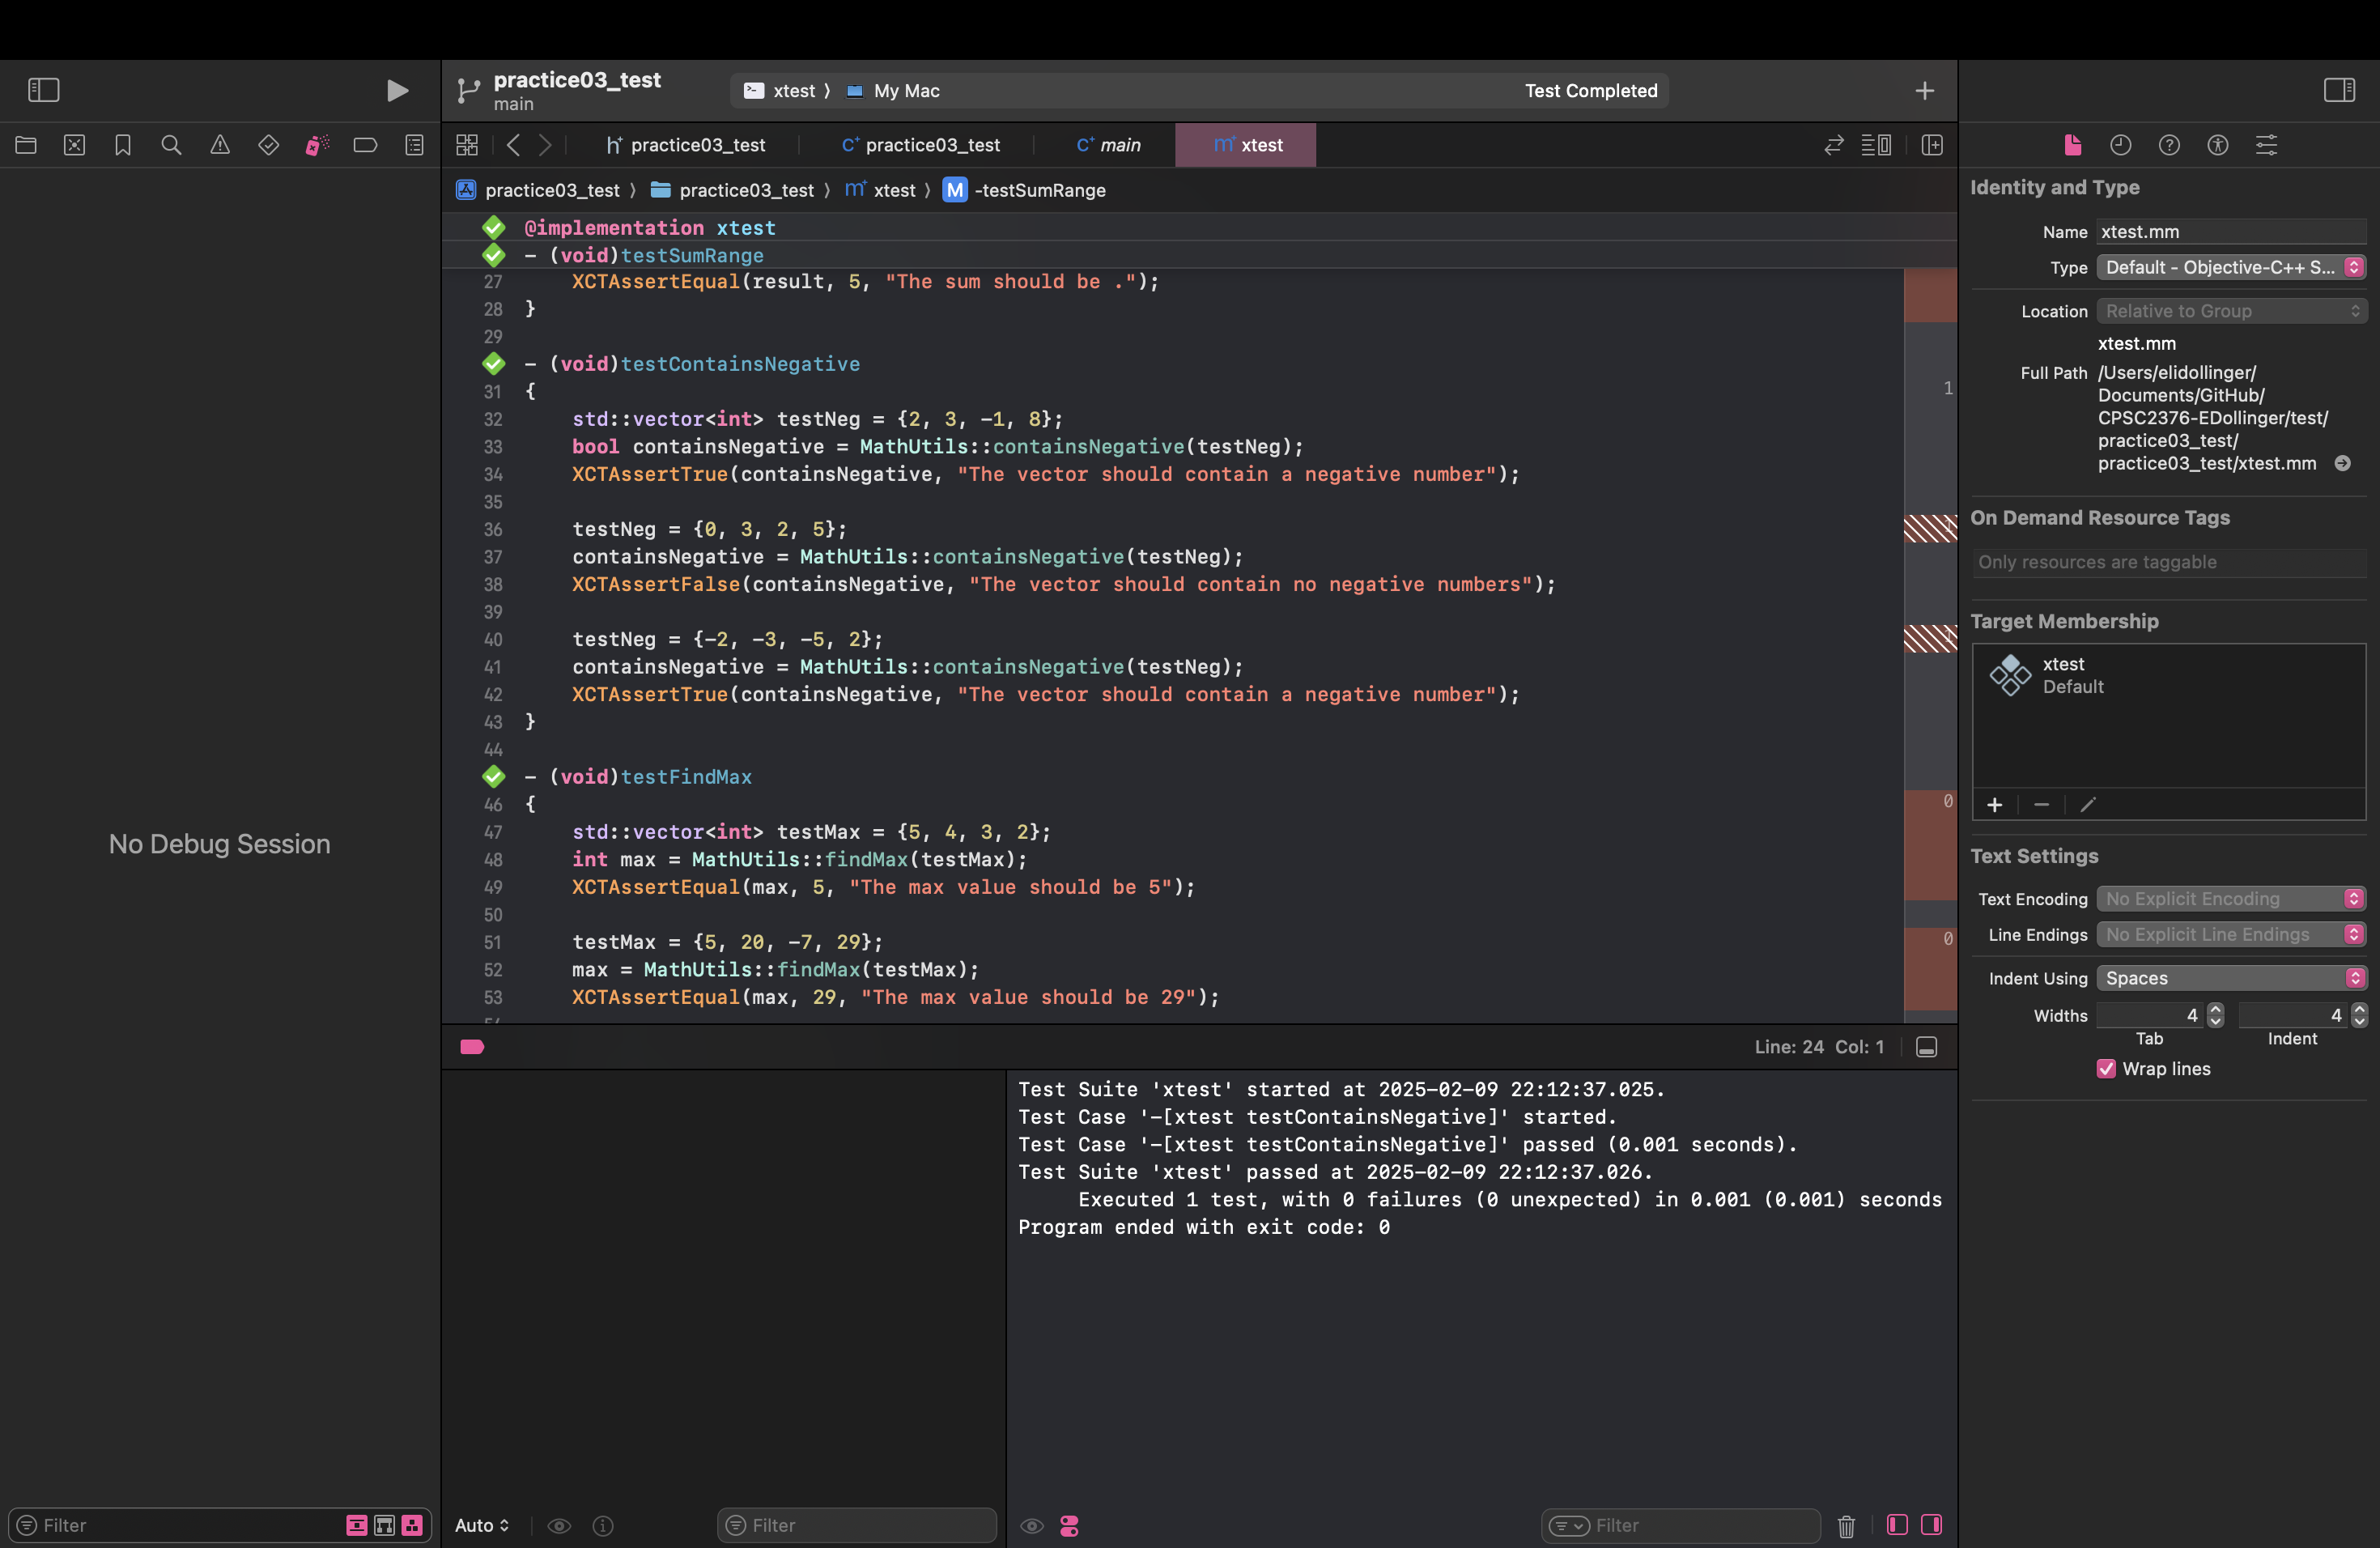 practice03_test
main
xtest 〉 My Mac
Test Completed
practice03_test
practice03_test
main
xtest
practice03_test 〉 practice03_test 〉 xtest 〉 M -testSumRange
@implementation xtest
- (void)testSumRange
27     XCTAssertEqual(result, 5, "The sum should be .");
28 }
29
- (void)testContainsNegative
31 {
32     std::vector<int> testNeg = {2, 3, -1, 8};
33     bool containsNegative = MathUtils::containsNegative(testNeg);
34     XCTAssertTrue(containsNegative, "The vector should contain a negative number");
35
36     testNeg = {0, 3, 2, 5};
37     containsNegative = MathUtils::containsNegative(testNeg);
38     XCTAssertFalse(containsNegative, "The vector should contain no negative numbers");
39
40     testNeg = {-2, -3, -5, 2};
41     containsNegative = MathUtils::containsNegative(testNeg);
42     XCTAssertTrue(containsNegative, "The vector should contain a negative number");
43 }
44
- (void)testFindMax
46 {
47     std::vector<int> testMax = {5, 4, 3, 2};
48     int max = MathUtils::findMax(testMax);
49     XCTAssertEqual(max, 5, "The max value should be 5");
50
51     testMax = {5, 20, -7, 29};
52     max = MathUtils::findMax(testMax);
53     XCTAssertEqual(max, 29, "The max value should be 29");
1
0
0
No Debug Session
Line: 24 Col: 1
Test Suite 'xtest' started at 2025-02-09 22:12:37.025.
Test Case '-[xtest testContainsNegative]' started.
Test Case '-[xtest testContainsNegative]' passed (0.001 seconds).
Test Suite 'xtest' passed at 2025-02-09 22:12:37.026.
     Executed 1 test, with 0 failures (0 unexpected) in 0.001 (0.001) seconds
Program ended with exit code: 0
Filter
Auto
Filter
Filter
Identity and Type
Name xtest.mm
Type Default - Objective-C++ S...
Location Relative to Group
xtest.mm
Full Path /Users/elidollinger/
Documents/GitHub/
CPSC2376-EDollinger/test/
practice03_test/
practice03_test/xtest.mm
On Demand Resource Tags
Only resources are taggable
Target Membership
xtest
Default
Text Settings
Text Encoding No Explicit Encoding
Line Endings No Explicit Line Endings
Indent Using Spaces
Widths 4 4
Tab Indent
Wrap lines